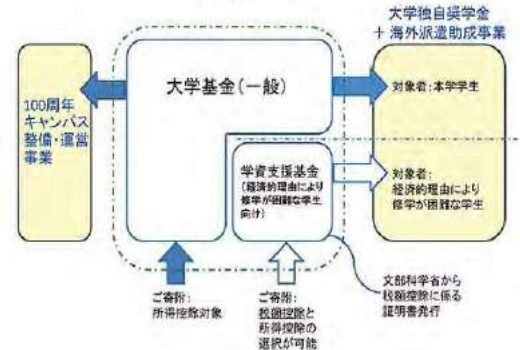 大学独自奨学金
＋海外派遣助成事業
大学基金(一般)
対象者:本学学生
100周年
キャンパス
整備・運営
事業
学資支援基金
(経済的理由により
修学が困難な学生
向け)
対象者:
経済的理由により
修学が困難な学生
ご寄附:
所得控除対象
ご寄附:
税額控除と
所得控除の
選択が可能
文部科学省から
税額控除に係る
証明書発行